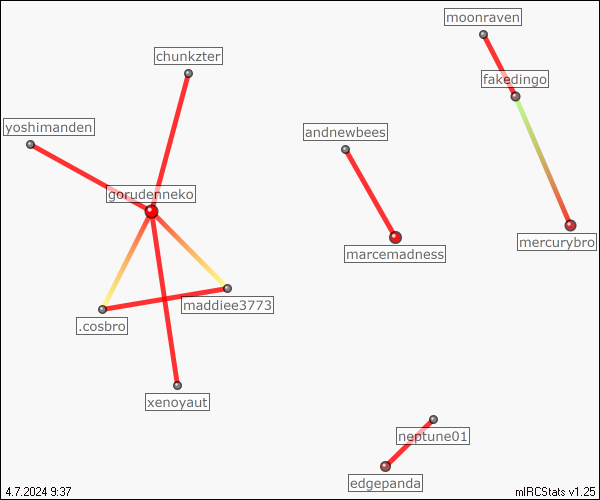 moonraven
chunkzter
fakedingo
yoshimanden
andnewbees
gorudenneko
mercurybro
marcemadness
maddiee3773
.cosbro
xenoyaut
neptune01
edgepanda
4.7.2024 9:37
mIRCStats v1.25